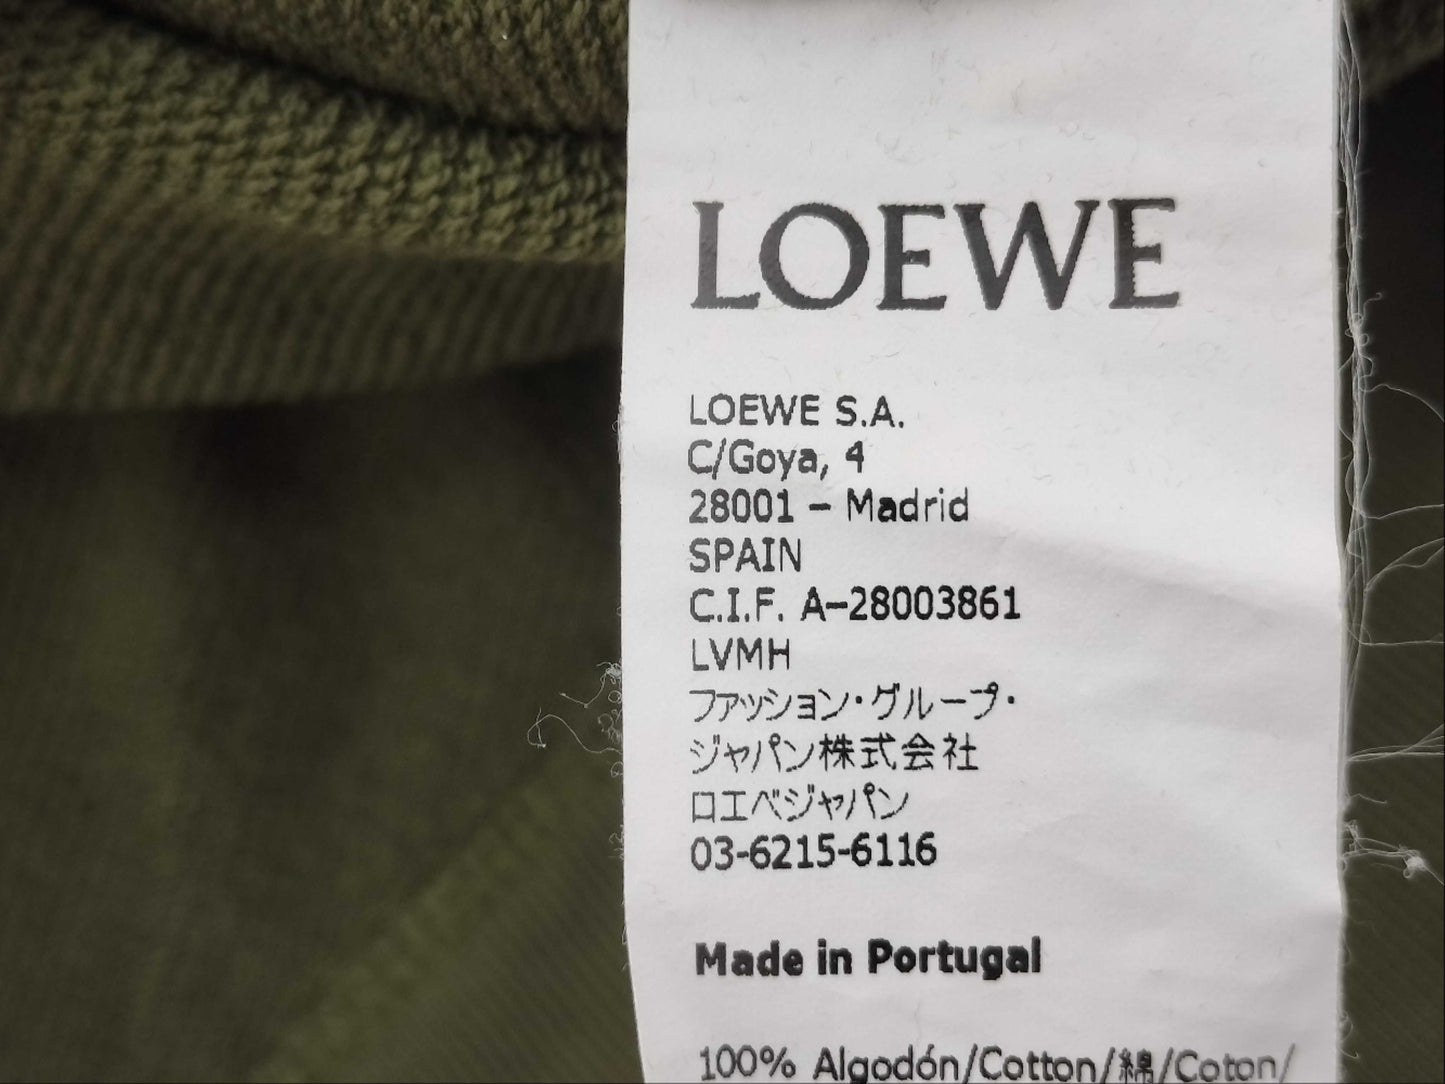 LOEWE
LOEWE S.A.
C/Goya, 4
28001 – Madrid
SPAIN
C.I.F. A–28003861
LVMH
ファッション・グループ・
ジャパン株式会社
ロエベジャパン
03-6215-6116
Made in Portugal
100% Algodón/Cotton/綿/Coton/